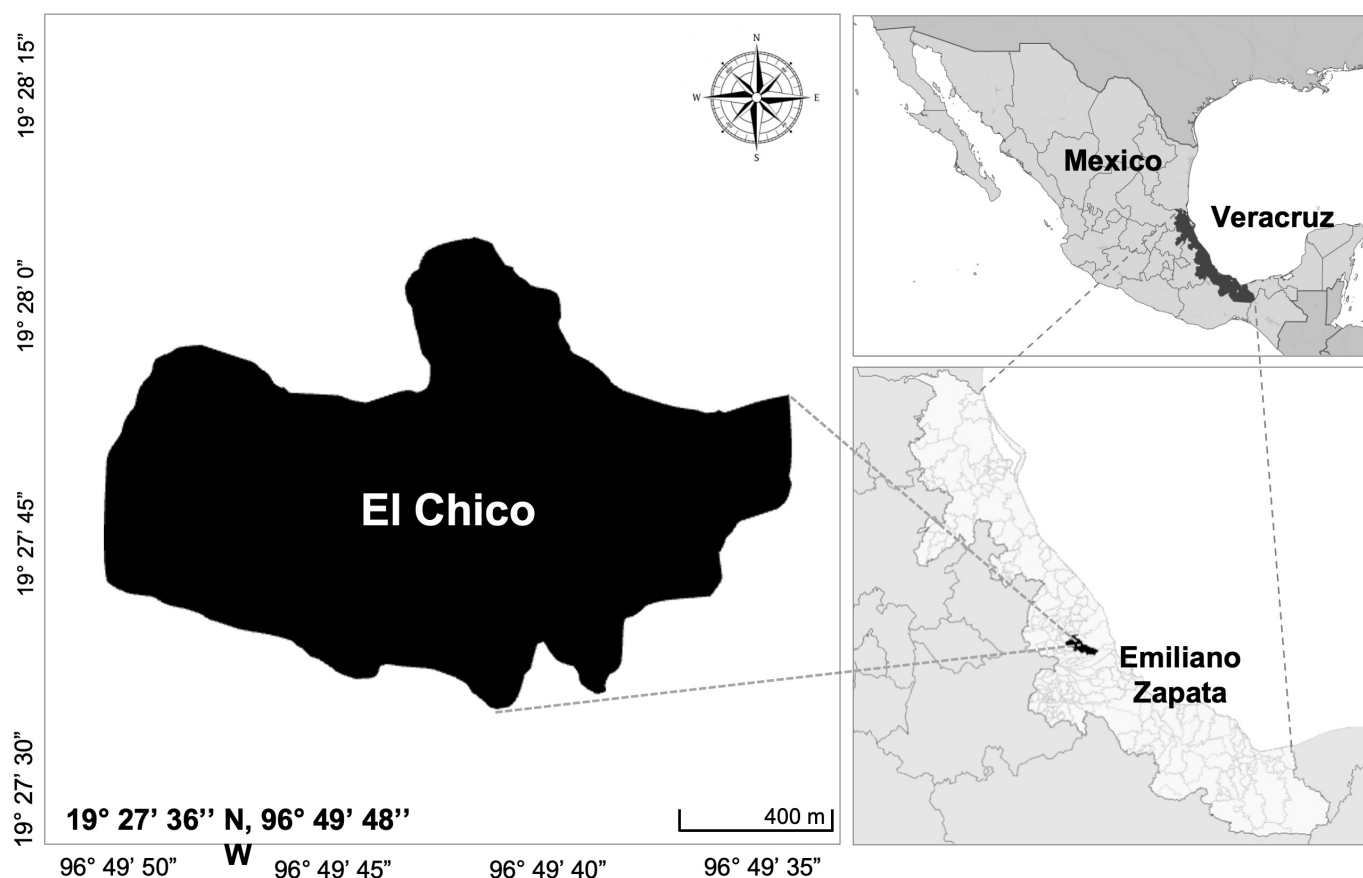 19° 28’ 15”
19° 28’ 0”
19° 27’ 45”
19° 27’ 30”
N
W
E
S
El Chico
19° 27’ 36’’ N, 96° 49’ 48’’
W
400 m
96° 49’ 50”
96° 49’ 45”
96° 49’ 40”
96° 49’ 35”
Mexico
Veracruz
Emiliano
Zapata